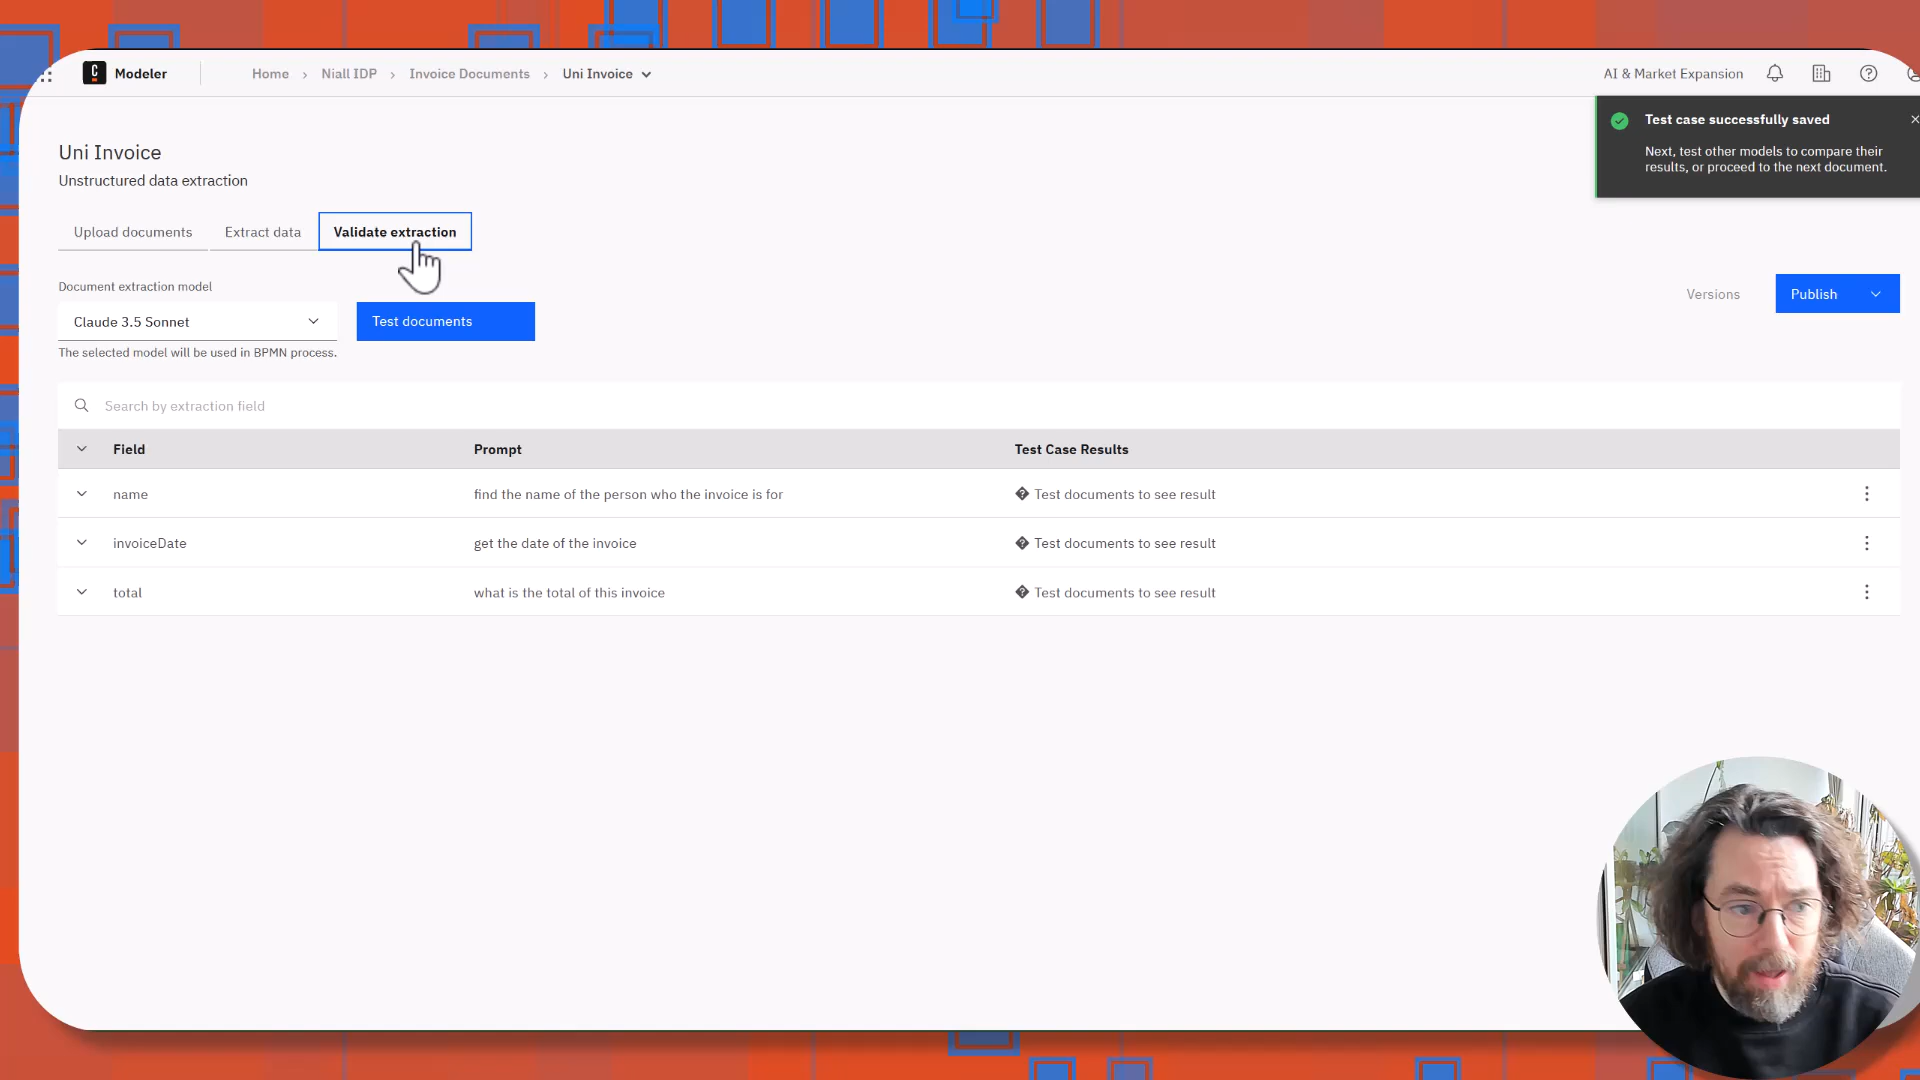 Modeler
Home > Niall IDP > Invoice Documents > Uni Invoice
AI & Market Expansion
Test case successfully saved
Next, test other models to compare their
results, or proceed to the next document.
Uni Invoice
Unstructured data extraction
Upload documents
Extract data
Validate extraction
Document extraction model
Claude 3.5 Sonnet
Test documents
The selected model will be used in BPMN process.
Versions
Publish
Search by extraction field
Field Prompt Test Case Results
name find the name of the person who the invoice is for Test documents to see result
invoiceDate get the date of the invoice Test documents to see result
total what is the total of this invoice Test documents to see result